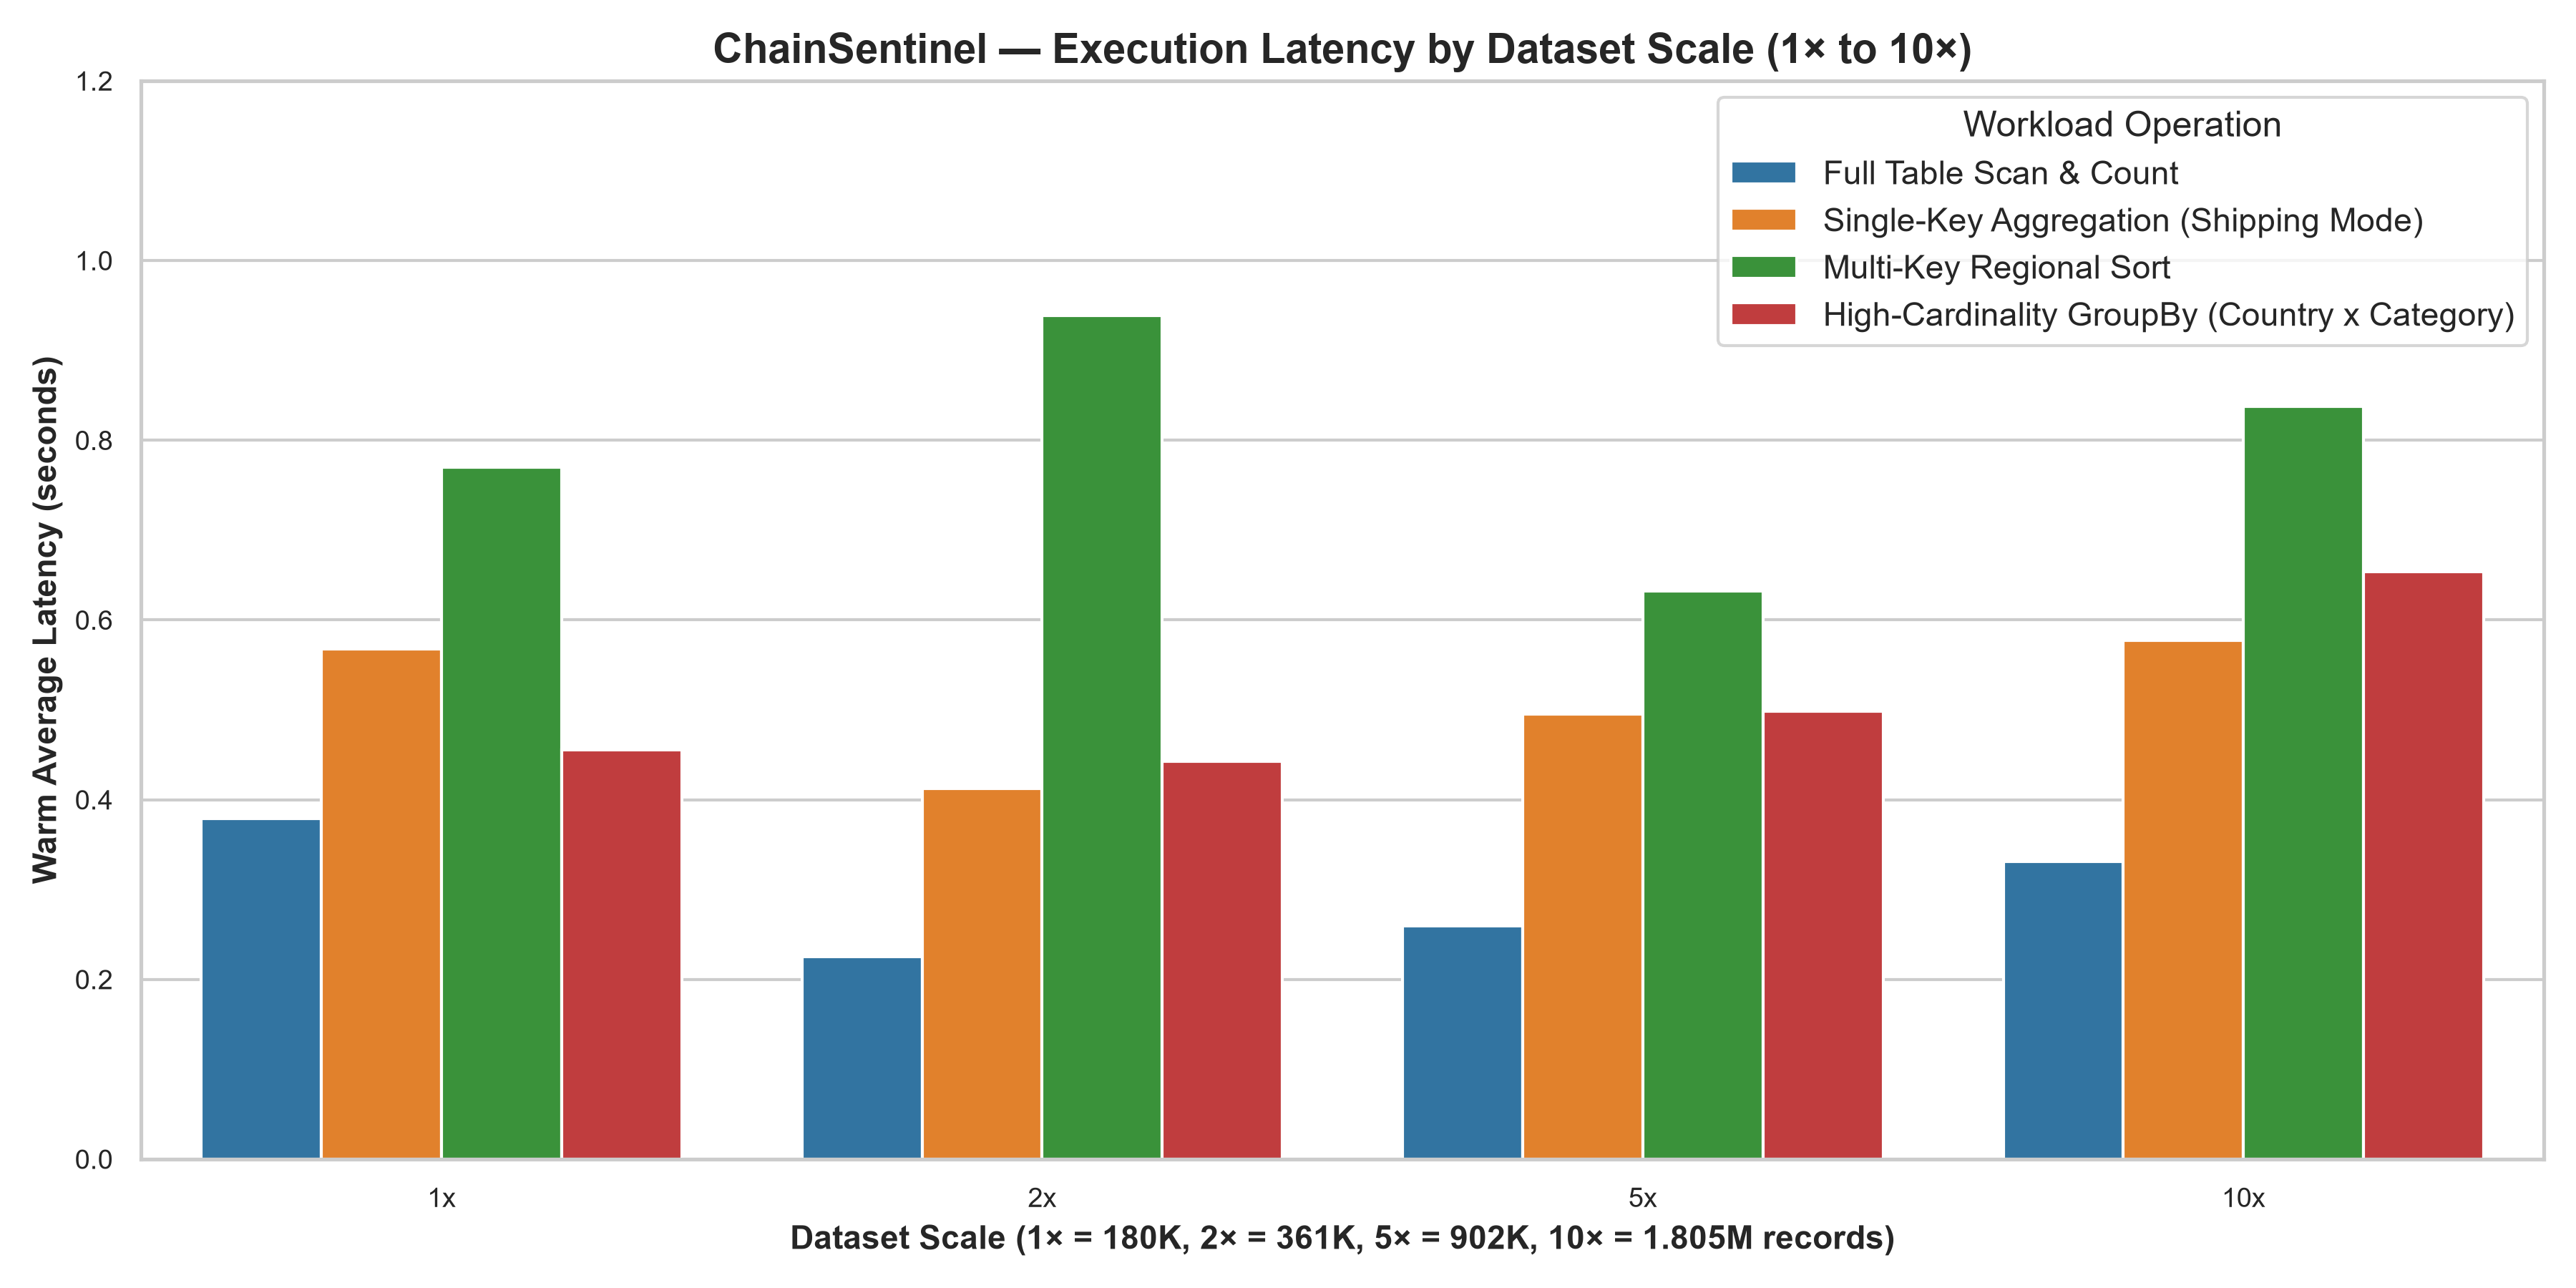 ChainSentinel — Execution Latency by Dataset Scale (1× to 10×)
1.2
1.0
0.8
0.6
0.4
0.2
0.0
Warm Average Latency (seconds)
Workload Operation
Full Table Scan & Count
Single-Key Aggregation (Shipping Mode)
Multi-Key Regional Sort
High-Cardinality GroupBy (Country x Category)
1x
2x
5x
10x
Dataset Scale (1× = 180K, 2× = 361K, 5× = 902K, 10× = 1.805M records)